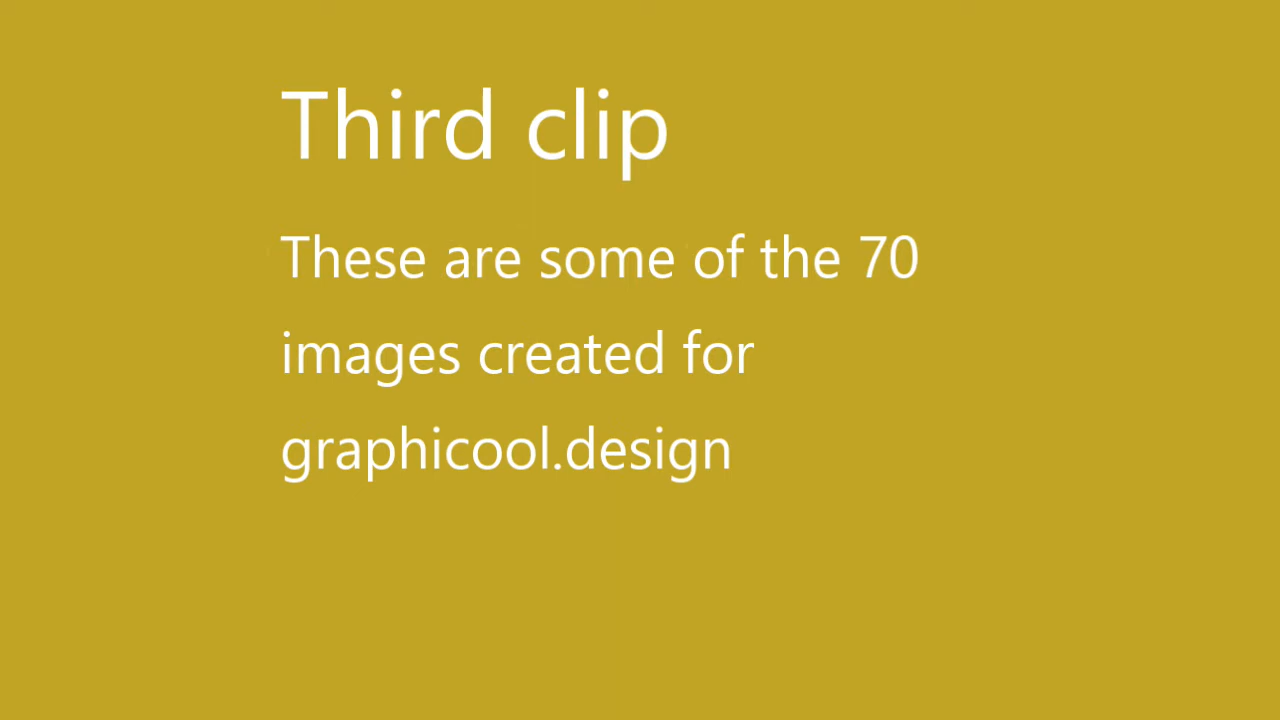 Third clip
These are some of the 70
images created for
graphicool.design